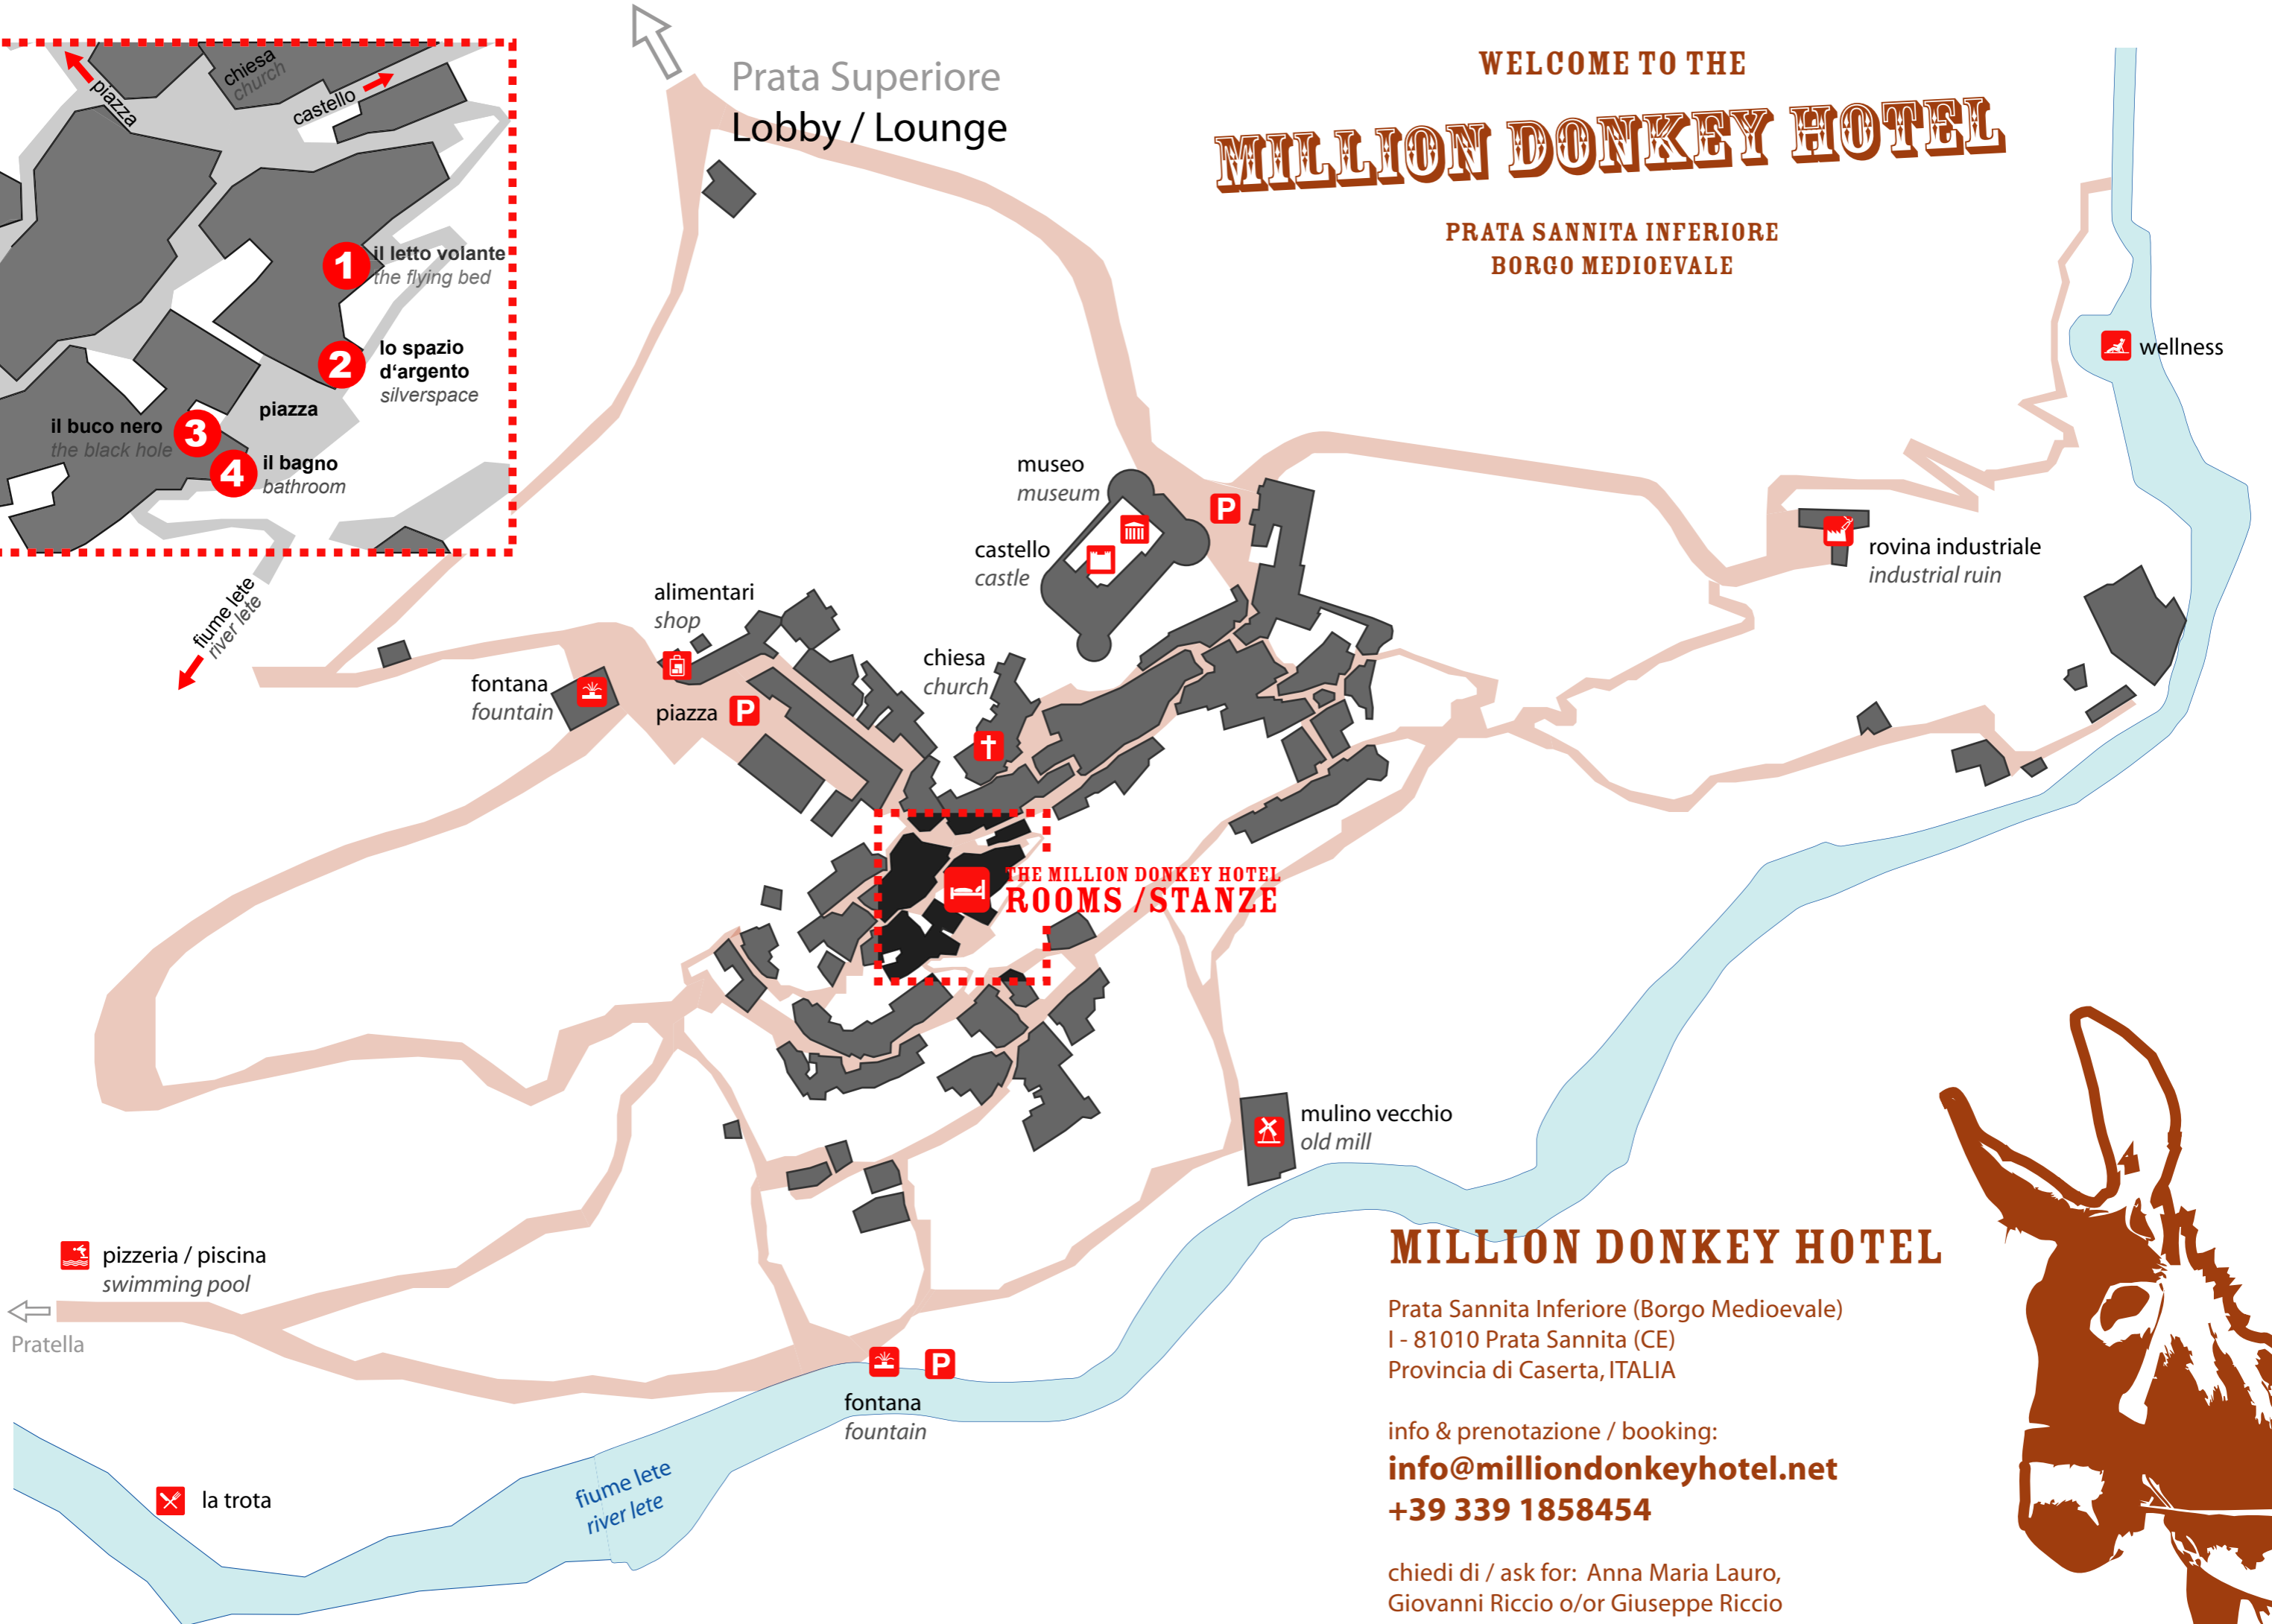 WELCOME TO THE
MILLION DONKEY HOTEL
PRATA SANNITA INFERIORE
BORGO MEDIOEVALE
Prata Superiore
Lobby / Lounge
piazza
chiesa
church
castello
1
il letto volante
the flying bed
2
lo spazio
d'argento
silverspace
piazza
il buco nero
the black hole
3
4
il bagno
bathroom
fiume lete
river lete
wellness
museo
museum
P
castello
castle
rovina industriale
industrial ruin
alimentari
shop
chiesa
church
fontana
fountain
piazza
P
THE MILLION DONKEY HOTEL
ROOMS / STANZE
mulino vecchio
old mill
pizzeria / piscina
swimming pool
Pratella
P
fontana
fountain
fiume lete
river lete
la trota
MILLION DONKEY HOTEL
Prata Sannita Inferiore (Borgo Medioevale)
I - 81010 Prata Sannita (CE)
Provincia di Caserta, ITALIA
info & prenotazione / booking:
info@milliondonkeyhotel.net
+39 339 1858454
chiedi di / ask for: Anna Maria Lauro,
Giovanni Riccio o/or Giuseppe Riccio